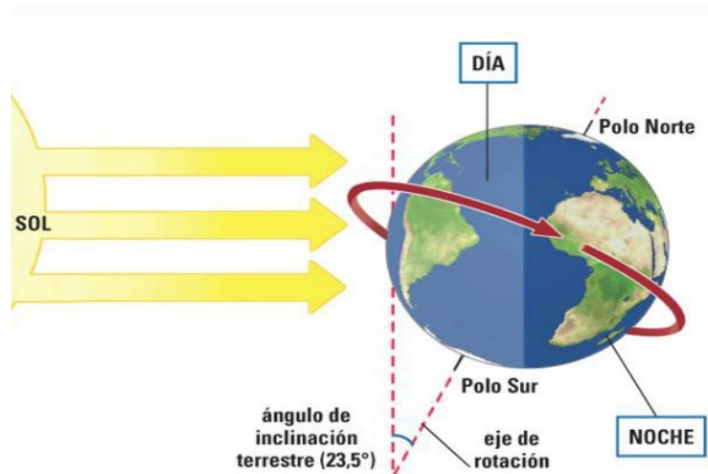 DÍA
Polo Norte
SOL
Polo Sur
ángulo de
inclinación
terrestre (23,5°)
eje de
rotación
NOCHE